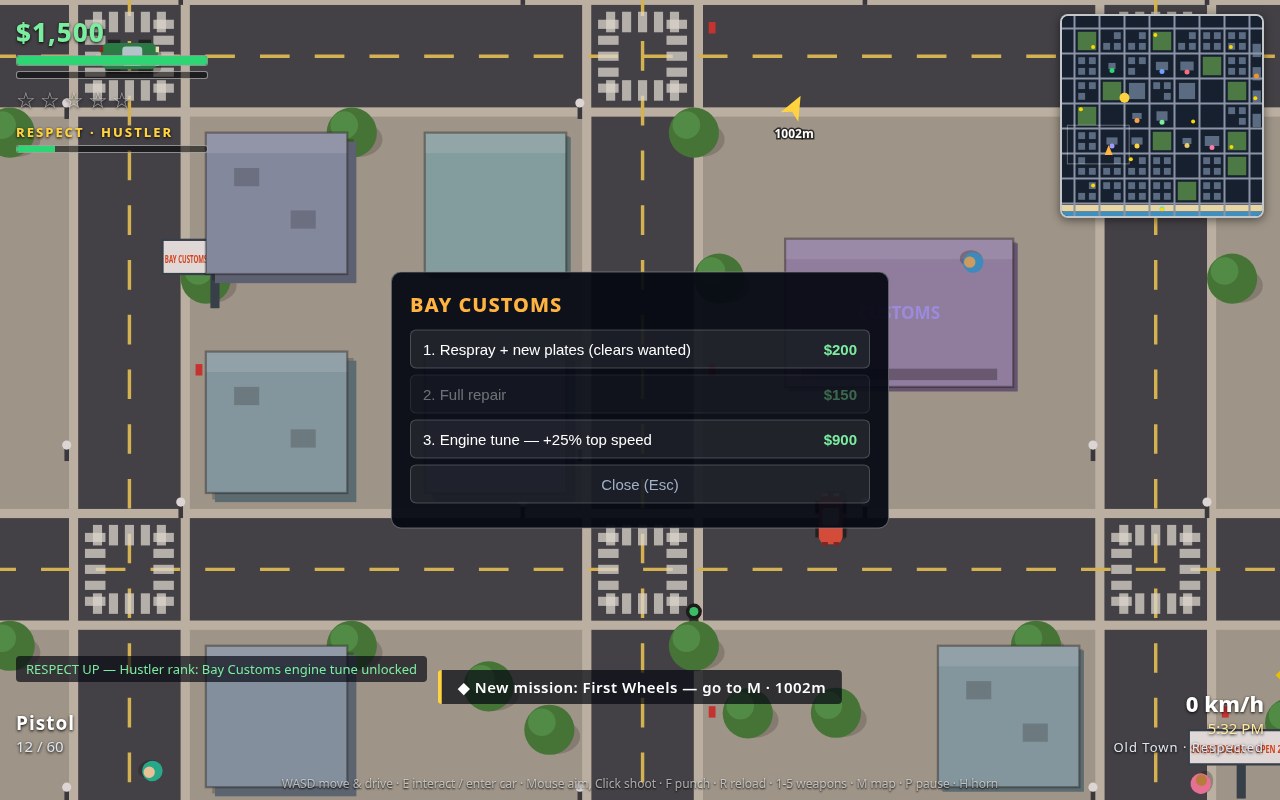 $1,500
☆ ☆ ☆ ☆ ☆
RESPECT · HUSTLER
1002m
BAY CUSTOMS
BAY CUSTOMS
1. Respray + new plates (clears wanted) $200
2. Full repair $150
3. Engine tune — +25% top speed $900
Close (Esc)
RESPECT UP — Hustler rank: Bay Customs engine tune unlocked
◆ New mission: First Wheels — go to M · 1002m
Pistol
12 / 60
0 km/h
5:32 PM
Old Town · Respected
WASD move & drive · E interact / enter car · Mouse aim, Click shoot · F punch · R reload · 1-5 weapons · M map · P pause · H horn